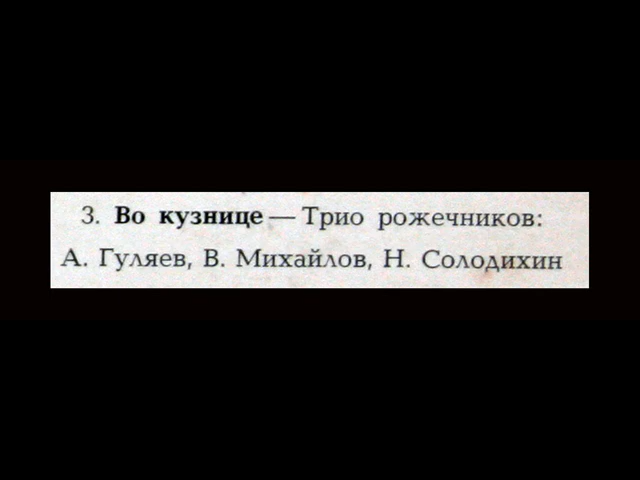 3. Во кузнице — Трио рожечников:
А. Гуляев, В. Михайлов, Н. Солодихин